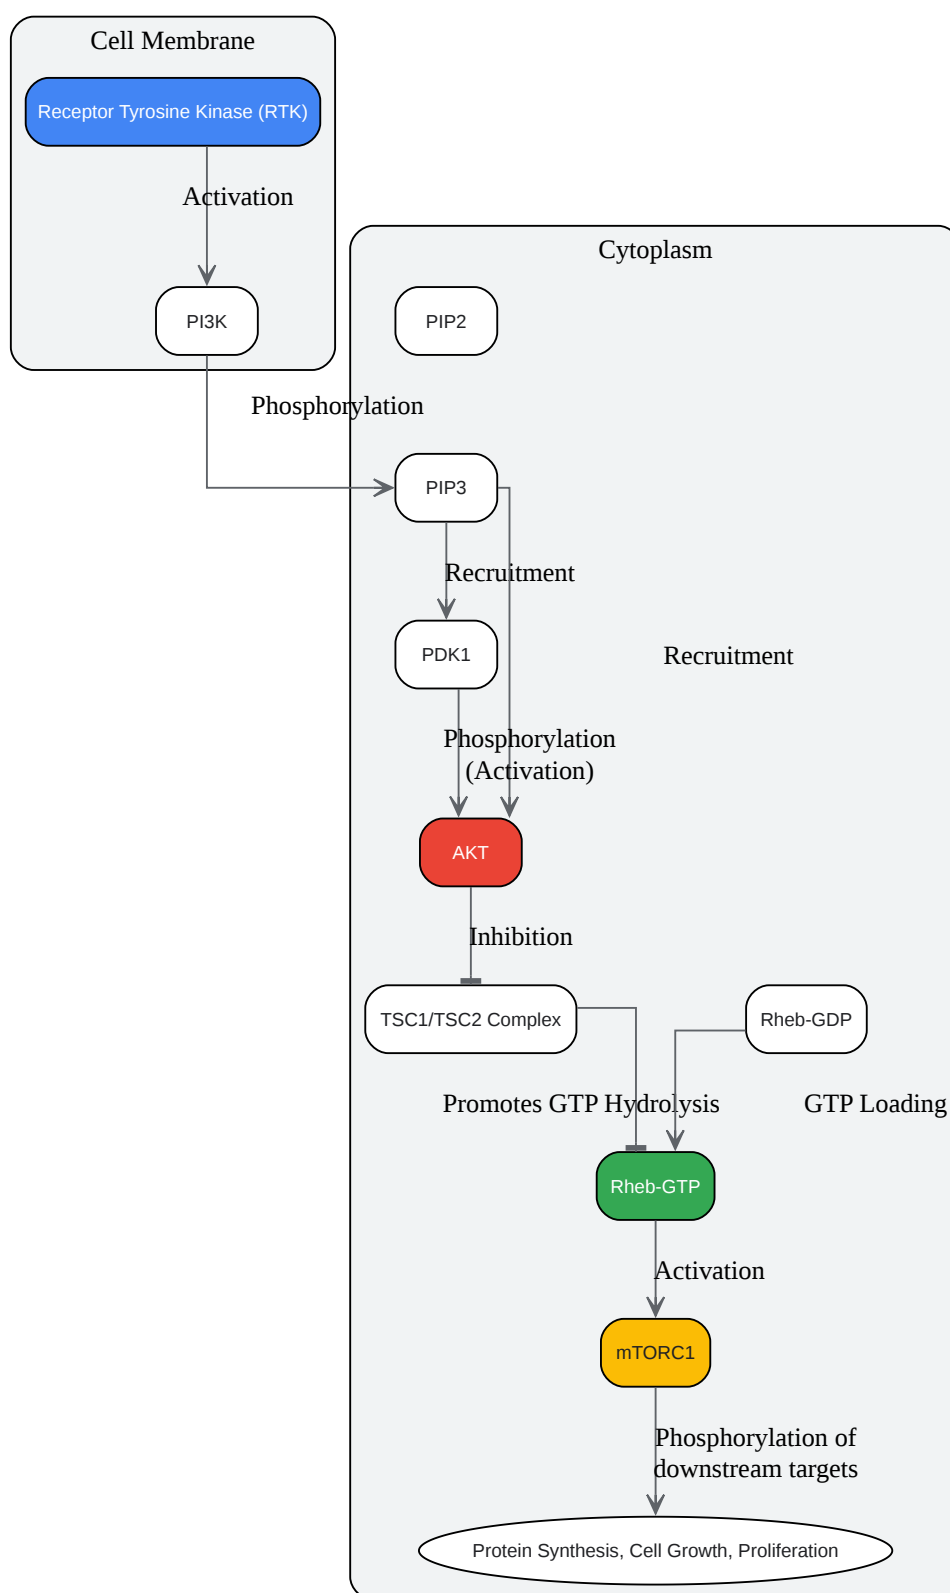 Cell Membrane
Receptor Tyrosine Kinase (RTK)
Activation
Cytoplasm
PI3K
PIP2
Phosphorylation
PIP3
Recruitment
PDK1
Recruitment
Phosphorylation
(Activation)
AKT
Inhibition
TSC1/TSC2 Complex
Rheb-GDP
Promotes GTP Hydrolysis
GTP Loading
Rheb-GTP
Activation
mTORC1
Phosphorylation of
downstream targets
Protein Synthesis, Cell Growth, Proliferation